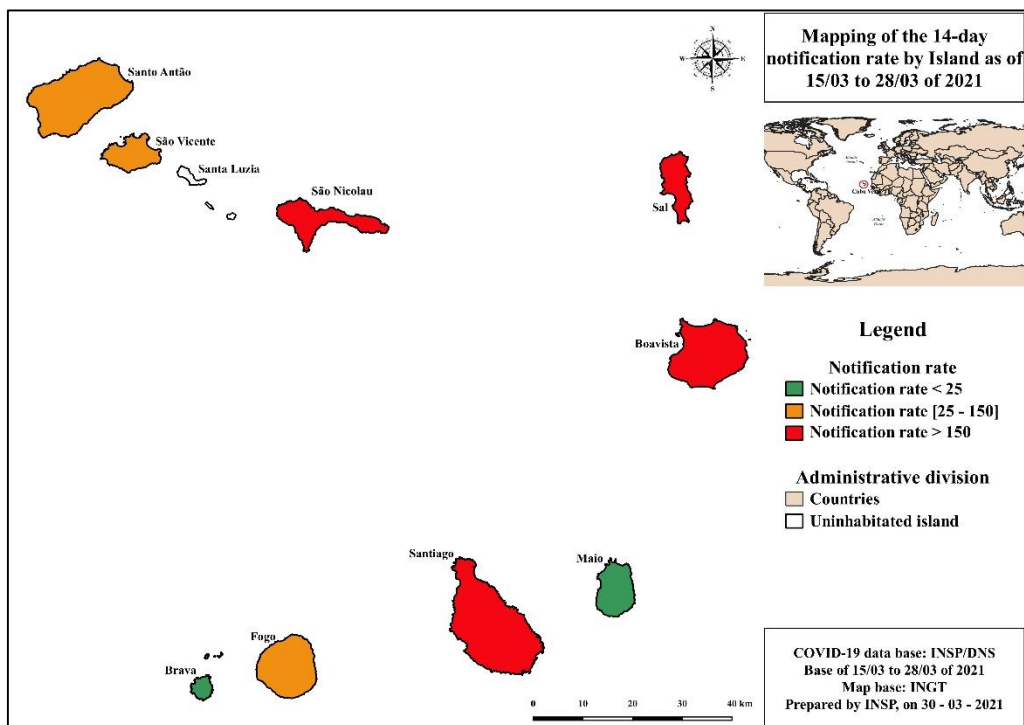 Mapping of the 14-day
notification rate by Island as of
15/03 to 28/03 of 2021
Santo Antão
São Vicente
Santa Luzia
São Nicolau
Sal
Boavista
Santiago
Maio
Fogo
Brava
N
W
E
S
Legend
Notification rate
Notification rate < 25
Notification rate [25 - 150]
Notification rate > 150
Administrative division
Countries
Uninhabitated island
0 10 20 30 40 km
COVID-19 data base: INSP/DNS
Base of 15/03 to 28/03 of 2021
Map base: INGT
Prepared by INSP, on 30 - 03 - 2021